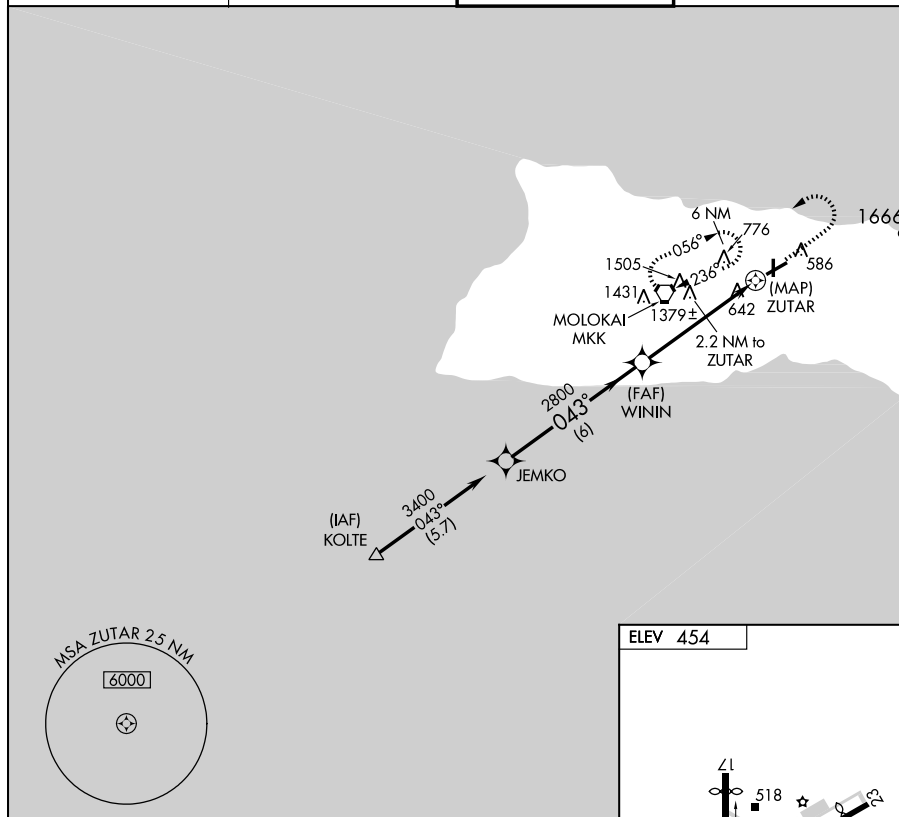 1666
6 NM
776
056°
1505
236°
586
1431
(MAP)
ZUTAR
642
1379±
MOLOKAI
MKK
2.2 NM to
ZUTAR
(FAF)
WININ
2800
043°
(6)
JEMKO
3400
043°
(5.7)
(IAF)
KOLTE
MSA ZUTAR 25 NM
6000
ELEV 454
17
518
23